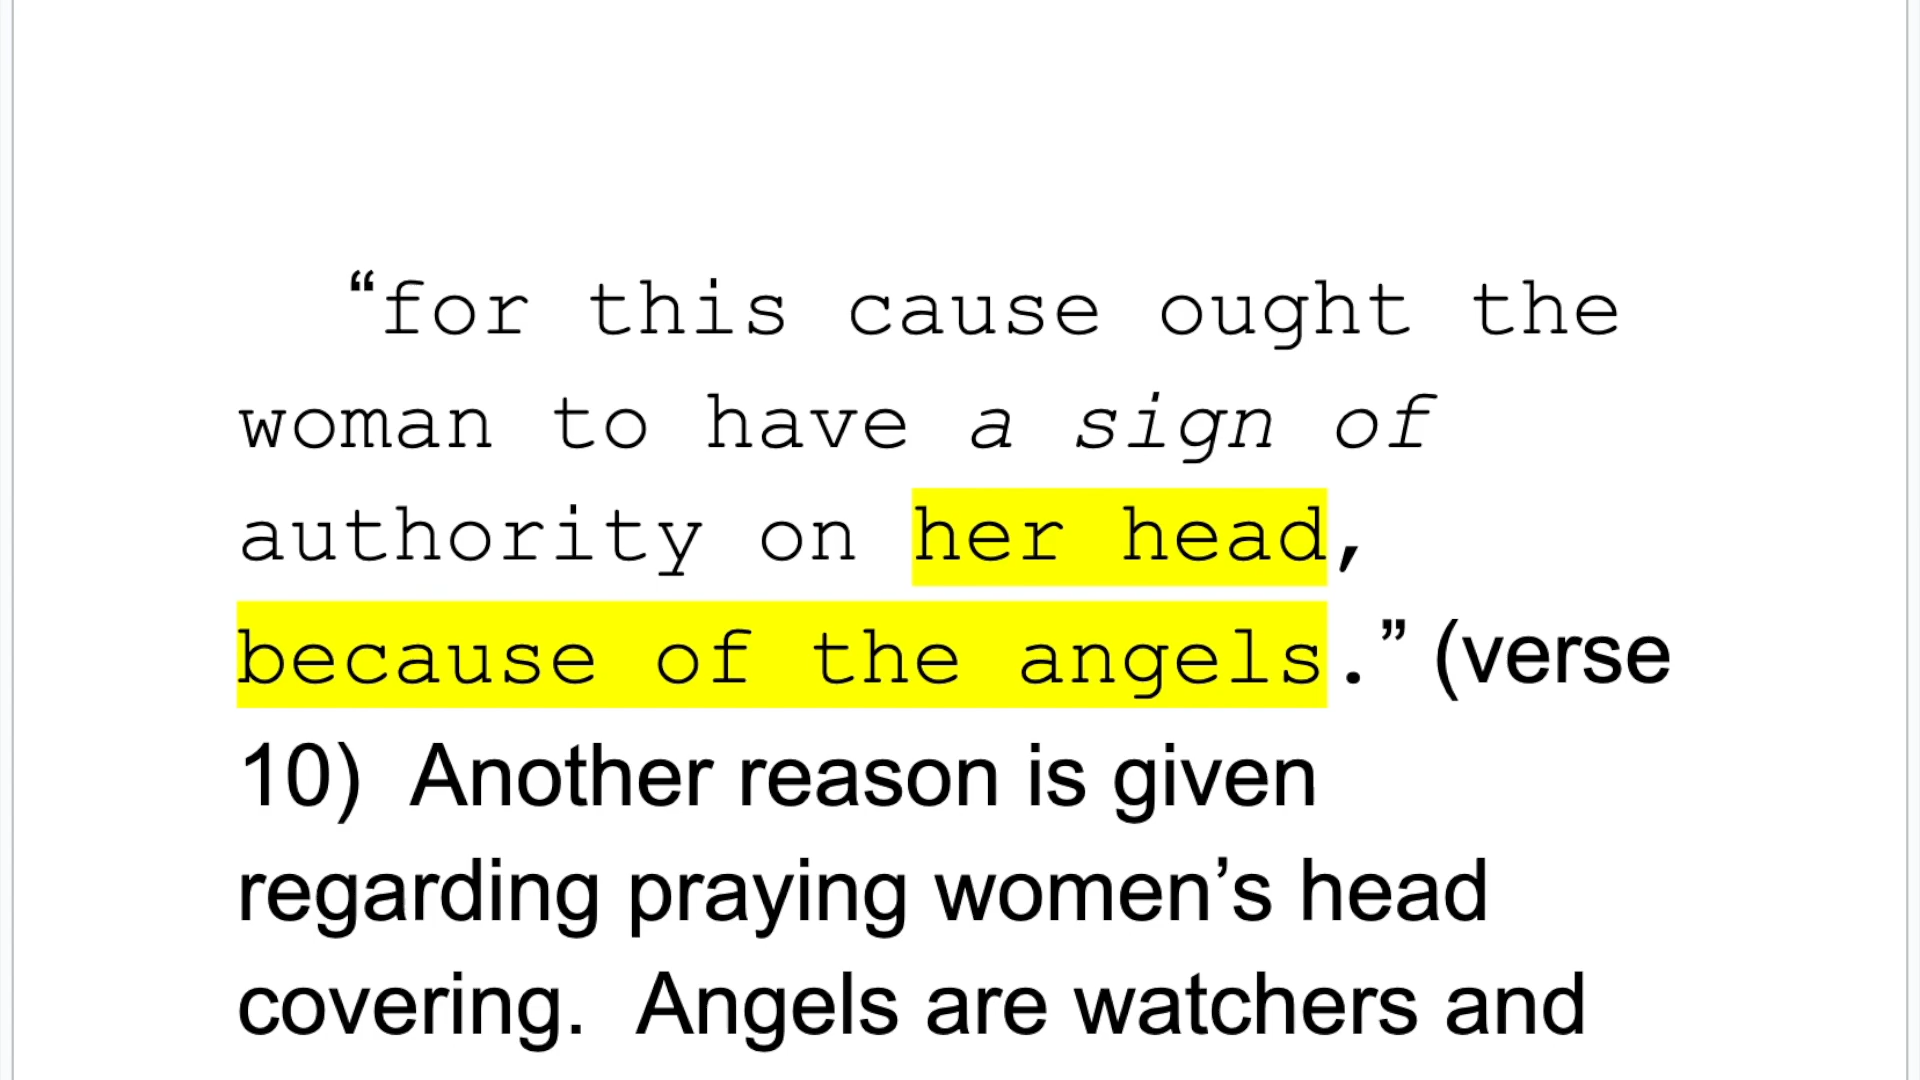 “for this cause ought the
woman to have a sign of
authority on her head,
because of the angels.” (verse
10)  Another reason is given
regarding praying women’s head
covering.  Angels are watchers and